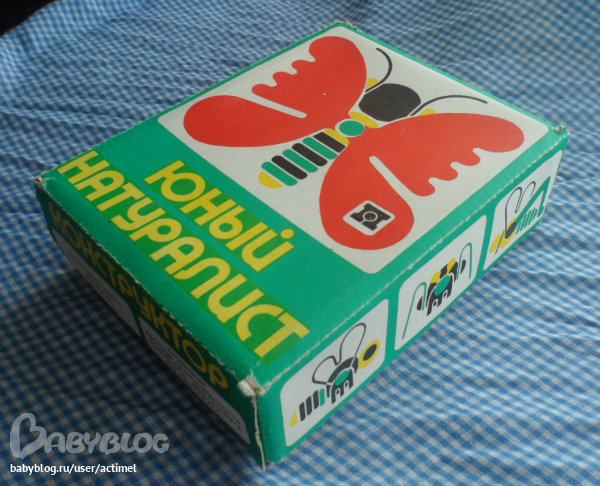 ЮНЫЙ
НАТУРАЛИСТ
КОНСТРУКТОР
BABYBLOG
babyblog.ru/user/actimel